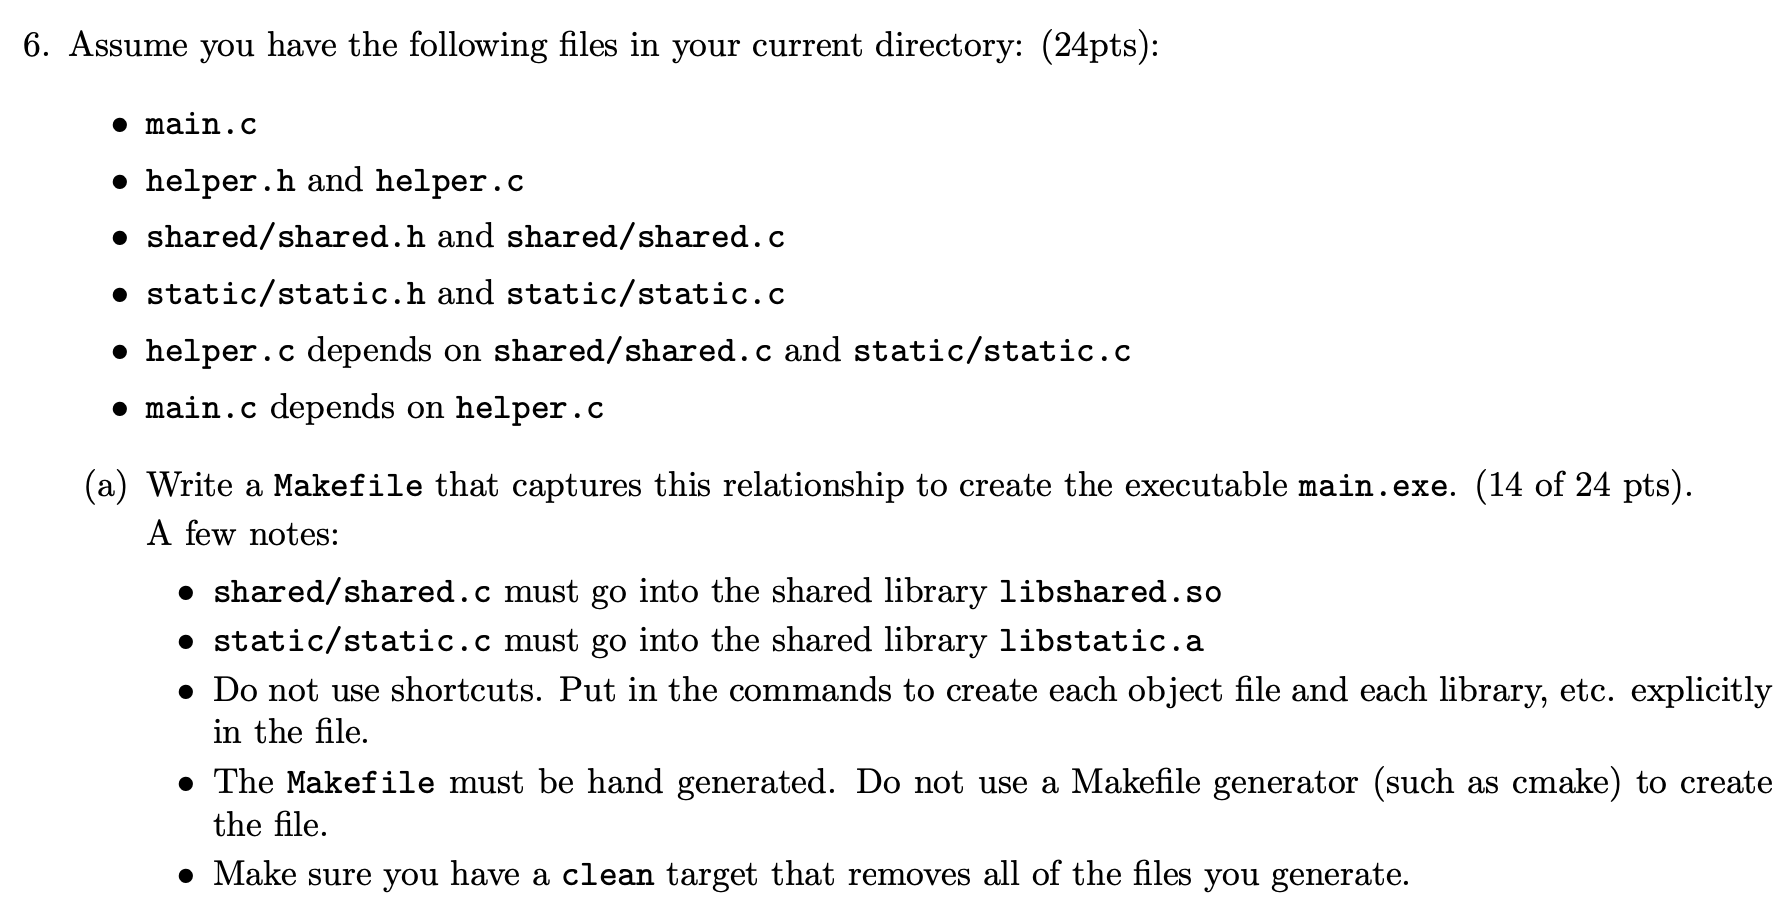 6. Assume you have the following files in your current directory: (24pts):
• main.c
• helper.h and helper.c
• shared/shared.h and shared/shared.c
• static/static.h and static/static.c
• helper.c depends on shared/shared.c and static/static.c
• main.c depends on helper.c
(a) Write a Makefile that captures this relationship to create the executable main.exe. (14 of 24 pts).
A few notes:
• shared/shared.c must go into the shared library libshared.so
• static/static.c must go into the shared library libstatic.a
• Do not use shortcuts. Put in the commands to create each object file and each library, etc. explicitly
in the file.
• The Makefile must be hand generated. Do not use a Makefile generator (such as cmake) to create
the file.
• Make sure you have a clean target that removes all of the files you generate.